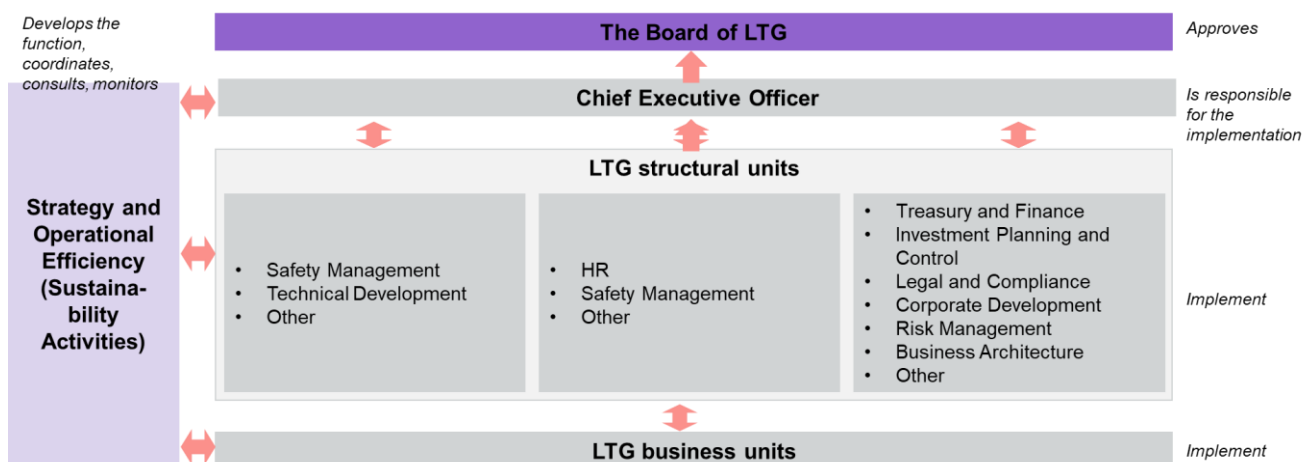 Develops the
function,
coordinates,
consults, monitors
The Board of LTG
Approves
Chief Executive Officer
Is responsible
for the
implementation
Strategy and
Operational
Efficiency
(Sustaina-
bility
Activities)
LTG structural units
• Safety Management
• Technical Development
• Other
• HR
• Safety Management
• Other
• Treasury and Finance
• Investment Planning and
Control
• Legal and Compliance
• Corporate Development
• Risk Management
• Business Architecture
• Other
Implement
LTG business units
Implement